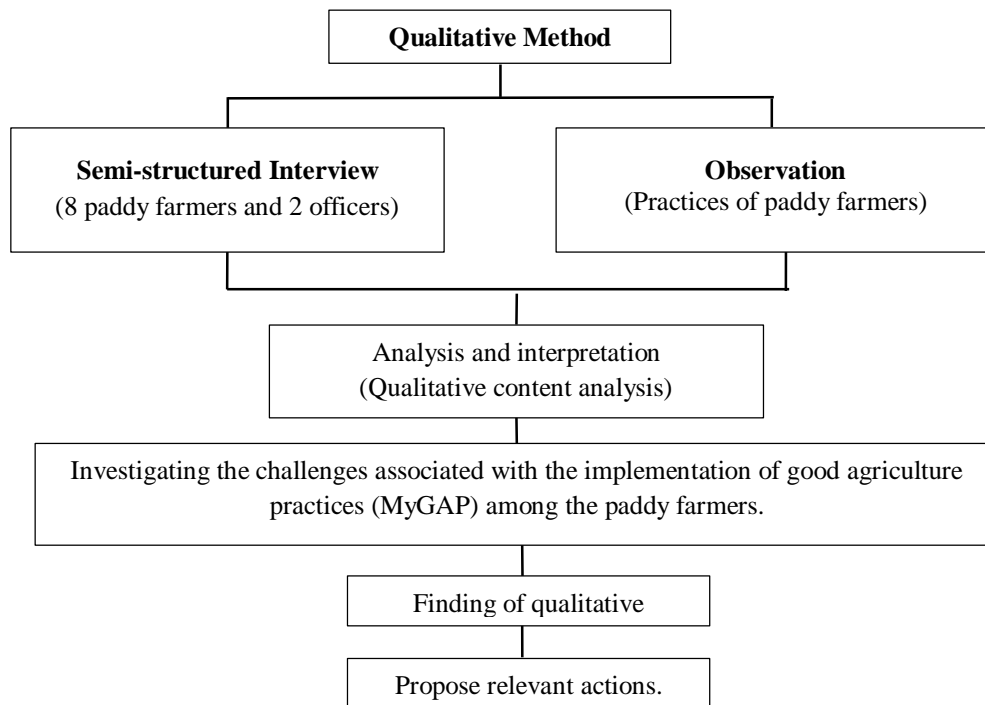 Qualitative Method
Semi-structured Interview
(8 paddy farmers and 2 officers)
Observation
(Practices of paddy farmers)
Analysis and interpretation
(Qualitative content analysis)
Investigating the challenges associated with the implementation of good agriculture
practices (MyGAP) among the paddy farmers.
Finding of qualitative
Propose relevant actions.